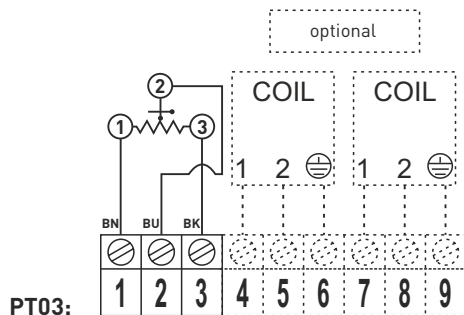 optional
COIL COIL
2
1 3
1 2 1 2
BN BU BK
PT03: 1 2 3 4 5 6 7 8 9